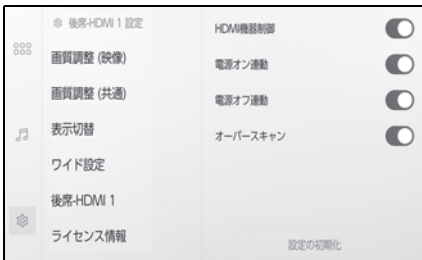 後席-HDMI 1 設定
画質調整 (映像)
画質調整 (共通)
表示切替
ワイド設定
後席-HDMI 1
ライセンス情報
HDMI機器制御
電源オン連動
電源オフ連動
オーバースキャン
設定の初期化